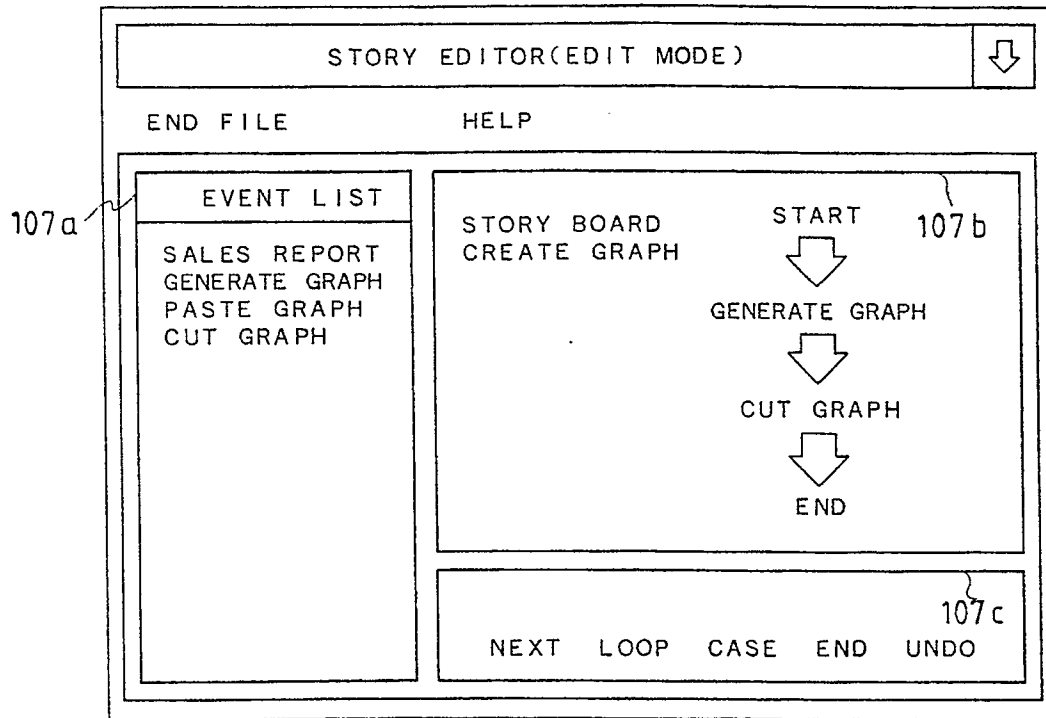 STORY EDITOR(EDIT MODE)
END FILE HELP
107a
EVENT LIST
SALES REPORT
GENERATE GRAPH
PASTE GRAPH
CUT GRAPH
107b
STORY BOARD
CREATE GRAPH
START
GENERATE GRAPH
CUT GRAPH
END
107c
NEXT LOOP CASE END UNDO